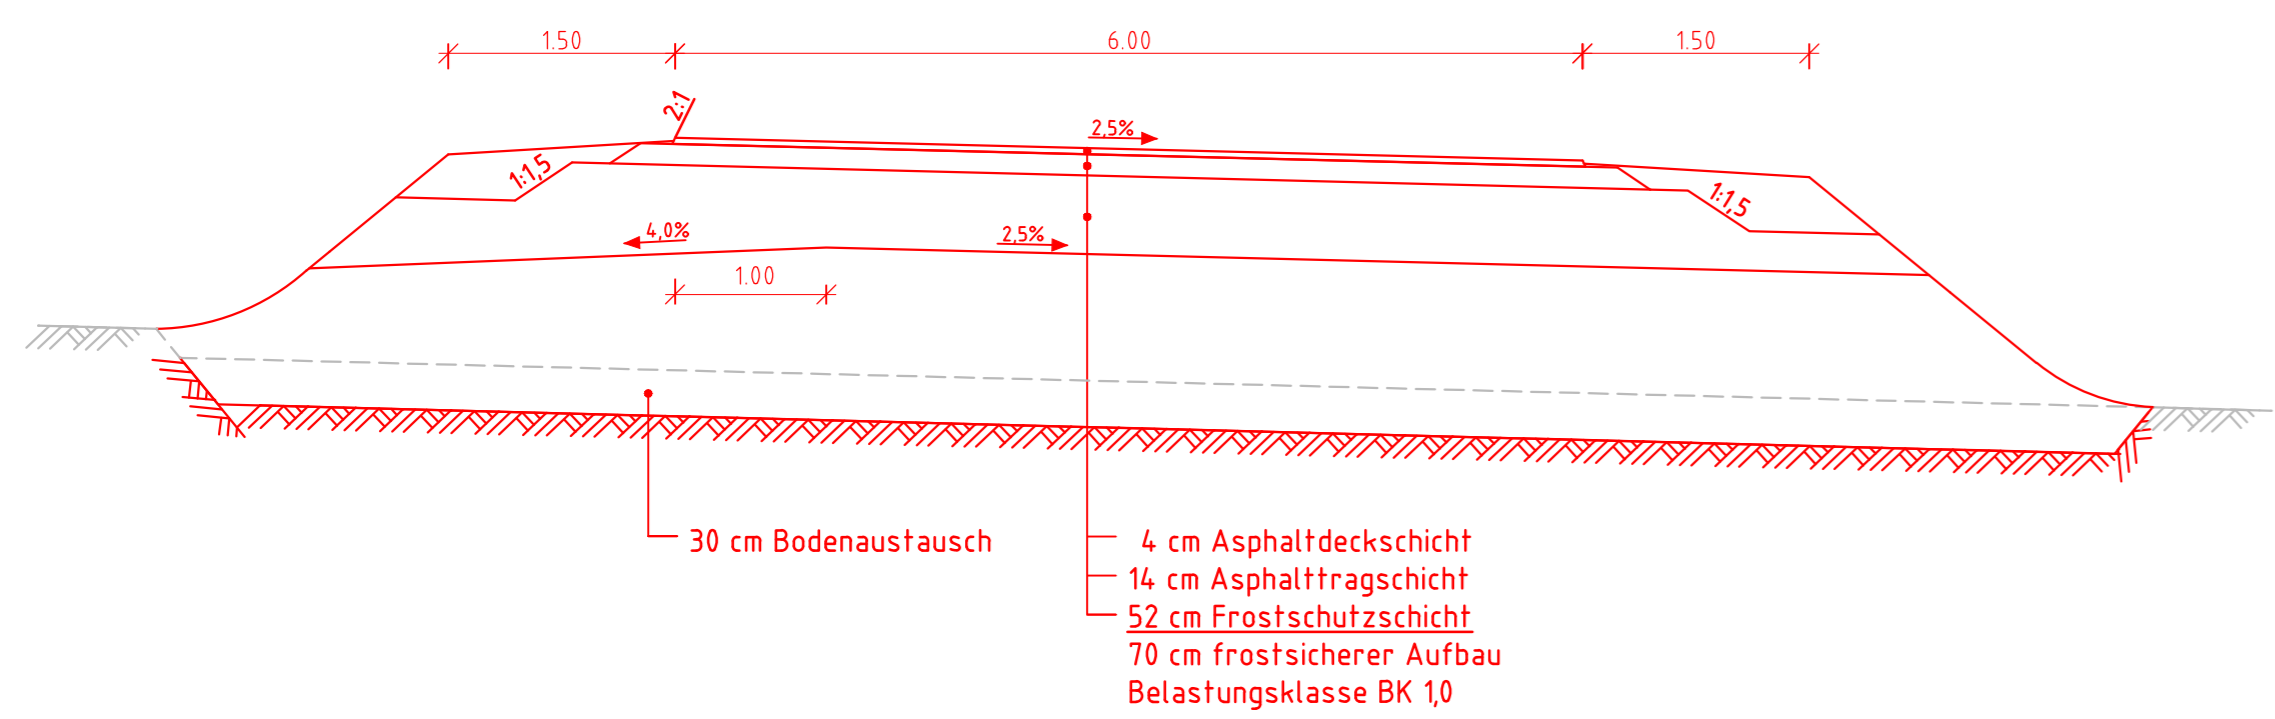 1.50
6.00
1.50
2:1
2,5%
1:1,5
1:1,5
4,0%
2,5%
1.00
30 cm Bodenaustausch
4 cm Asphaltdeckschicht
14 cm Asphalttragschicht
52 cm Frostschutzschicht
70 cm frostsicherer Aufbau
Belastungsklasse BK 1,0